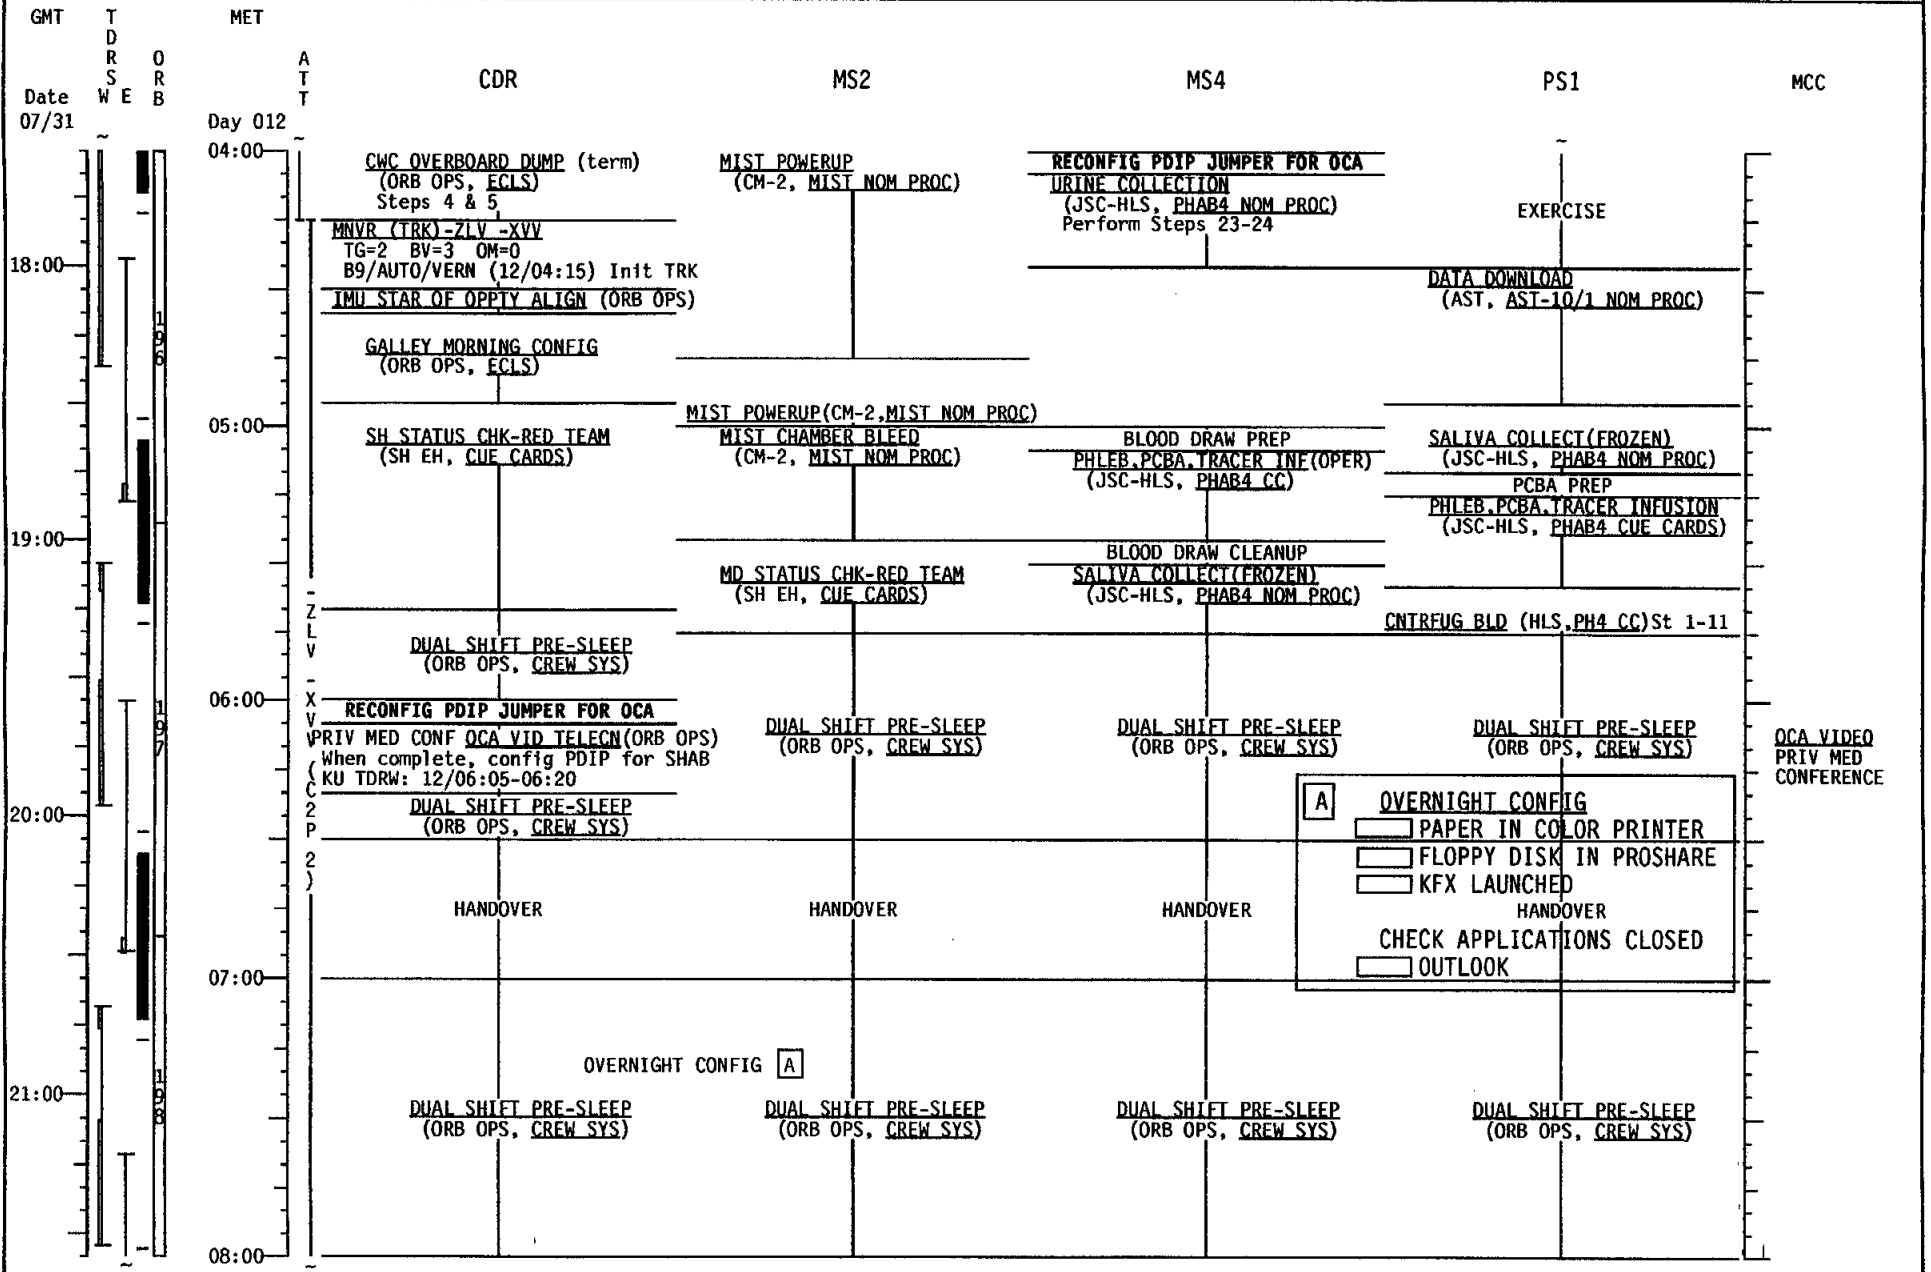 GMT
TDRS
W E
ORB
MET
ATT
CDR
MS2
MS4
PS1
MCC
Date
07/31
Day 012
04:00
CWC OVERBOARD DUMP (term)
(ORB OPS, ECLS)
Steps 4 & 5
MIST POWERUP
(CM-2, MIST NOM PROC)
RECONFIG PDIP JUMPER FOR OCA
URINE COLLECTION
(JSC-HLS, PHAB4 NOM PROC)
Perform Steps 23-24
EXERCISE
MNVR (TRK)-ZLV -XVV
TG=2 BV=3 OM=0
B9/AUTO/VERN (12/04:15) Init TRK
18:00
DATA DOWNLOAD
(AST, AST-10/1 NOM PROC)
IMU STAR OF OPPTY ALIGN (ORB OPS)
196
GALLEY MORNING CONFIG
(ORB OPS, ECLS)
MIST POWERUP(CM-2,MIST NOM PROC)
05:00
SH STATUS CHK-RED TEAM
(SH EH, CUE CARDS)
MIST CHAMBER BLEED
(CM-2, MIST NOM PROC)
BLOOD DRAW PREP
PHLEB,PCBA,TRACER INF(OPER)
(JSC-HLS, PHAB4 CC)
SALIVA COLLECT(FROZEN)
(JSC-HLS, PHAB4 NOM PROC)
PCBA PREP
PHLEB,PCBA,TRACER INFUSION
(JSC-HLS, PHAB4 CUE CARDS)
19:00
BLOOD DRAW CLEANUP
MD STATUS CHK-RED TEAM
(SH EH, CUE CARDS)
SALIVA COLLECT(FROZEN)
(JSC-HLS, PHAB4 NOM PROC)
CNTRFUG BLD (HLS,PH4 CC)St 1-11
-ZLV -XVV (C2P 2)
DUAL SHIFT PRE-SLEEP
(ORB OPS, CREW SYS)
06:00
197
RECONFIG PDIP JUMPER FOR OCA
PRIV MED CONF OCA VID TELECN(ORB OPS)
When complete, config PDIP for SHAB
KU TDRW: 12/06:05-06:20
DUAL SHIFT PRE-SLEEP
(ORB OPS, CREW SYS)
DUAL SHIFT PRE-SLEEP
(ORB OPS, CREW SYS)
DUAL SHIFT PRE-SLEEP
(ORB OPS, CREW SYS)
OCA VIDEO
PRIV MED
CONFERENCE
20:00
DUAL SHIFT PRE-SLEEP
(ORB OPS, CREW SYS)
A OVERNIGHT CONFIG
PAPER IN COLOR PRINTER
FLOPPY DISK IN PROSHARE
KFX LAUNCHED
HANDOVER
HANDOVER
HANDOVER
HANDOVER
CHECK APPLICATIONS CLOSED
OUTLOOK
07:00
OVERNIGHT CONFIG A
21:00
198
DUAL SHIFT PRE-SLEEP
(ORB OPS, CREW SYS)
DUAL SHIFT PRE-SLEEP
(ORB OPS, CREW SYS)
DUAL SHIFT PRE-SLEEP
(ORB OPS, CREW SYS)
DUAL SHIFT PRE-SLEEP
(ORB OPS, CREW SYS)
08:00